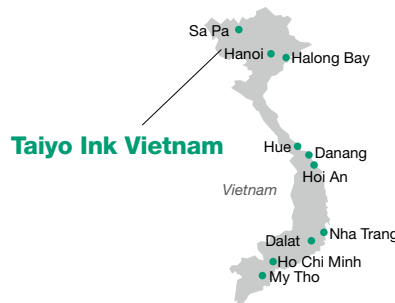 Sa Pa
Hanoi
Halong Bay
Taiyo Ink Vietnam
Hue
Danang
Hoi An
Vietnam
Nha Trang
Dalat
Ho Chi Minh
My Tho